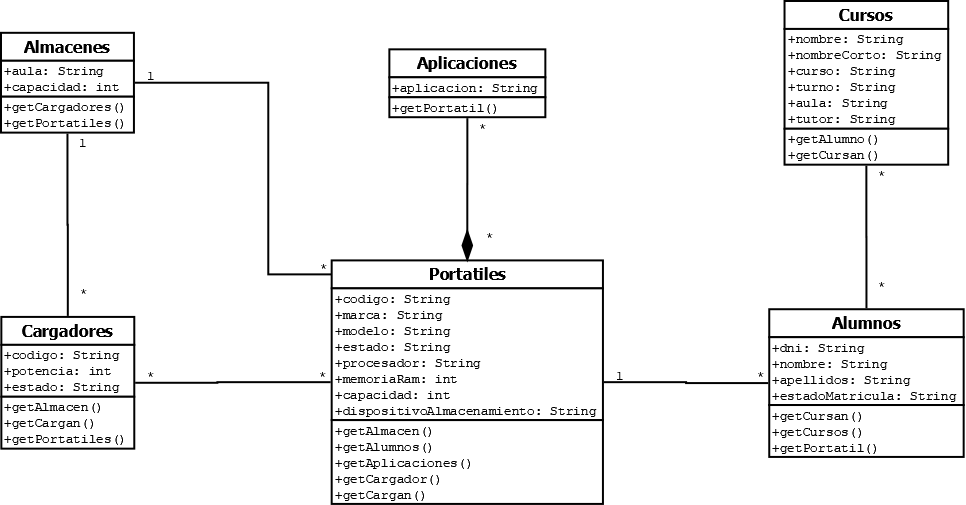 Almacenes
+aula: String
+capacidad: int
+getCargadores()
+getPortatiles()
1
1
*
*
Aplicaciones
+aplicacion: String
+getPortatil()
*
*
Cursos
+nombre: String
+nombreCorto: String
+curso: String
+turno: String
+aula: String
+tutor: String
+getAlumno()
+getCursan()
*
*
Cargadores
+codigo: String
+potencia: int
+estado: String
+getAlmacen()
+getCargan()
+getPortatiles()
*
*
Portatiles
+codigo: String
+marca: String
+modelo: String
+estado: String
+procesador: String
+memoriaRam: int
+capacidad: int
+dispositivoAlmacenamiento: String
+getAlmacen()
+getAlumnos()
+getAplicaciones()
+getCargador()
+getCargan()
1
*
Alumnos
+dni: String
+nombre: String
+apellidos: String
+estadoMatricula: String
+getCursan()
+getCursos()
+getPortatil()